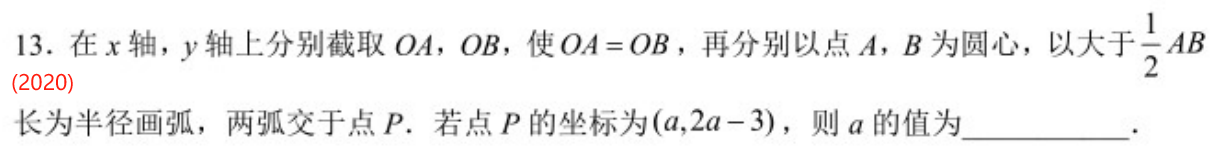 13. 在 x 轴，y 轴上分别截取 OA，OB，使 OA = OB，再分别以点 A，B 为圆心，以大于 \frac{1}{2} AB
(2020)
长为半径画弧，两弧交于点 P．若点 P 的坐标为 (a,2a－3)，则 a 的值为____________．